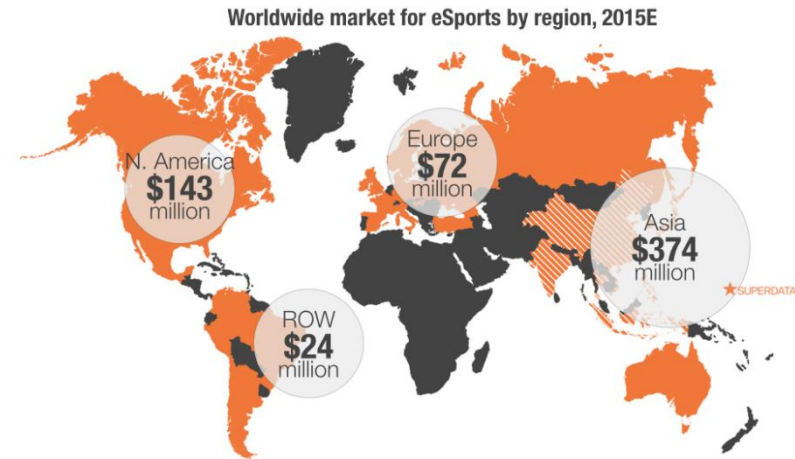 Worldwide market for eSports by region, 2015E
N. America
$143
million
Europe
$72
million
Asia
$374
million
SUPERDATA
ROW
$24
million